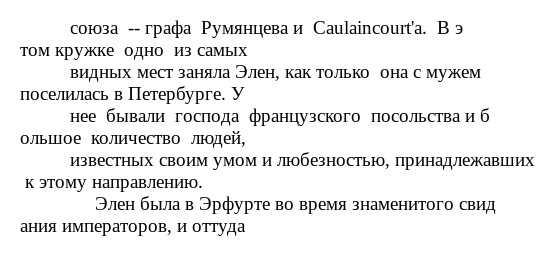 союза -- графа Румянцева и Caulaincourt'a. В э
том кружке одно из самых
видных мест заняла Элен, как только она с мужем
поселилась в Петербурге. У
нее бывали господа французского посольства и б
ольшое количество людей,
известных своим умом и любезностью, принадлежавших
к этому направлению.
Элен была в Эрфурте во время знаменитого свид
ания императоров, и оттуда